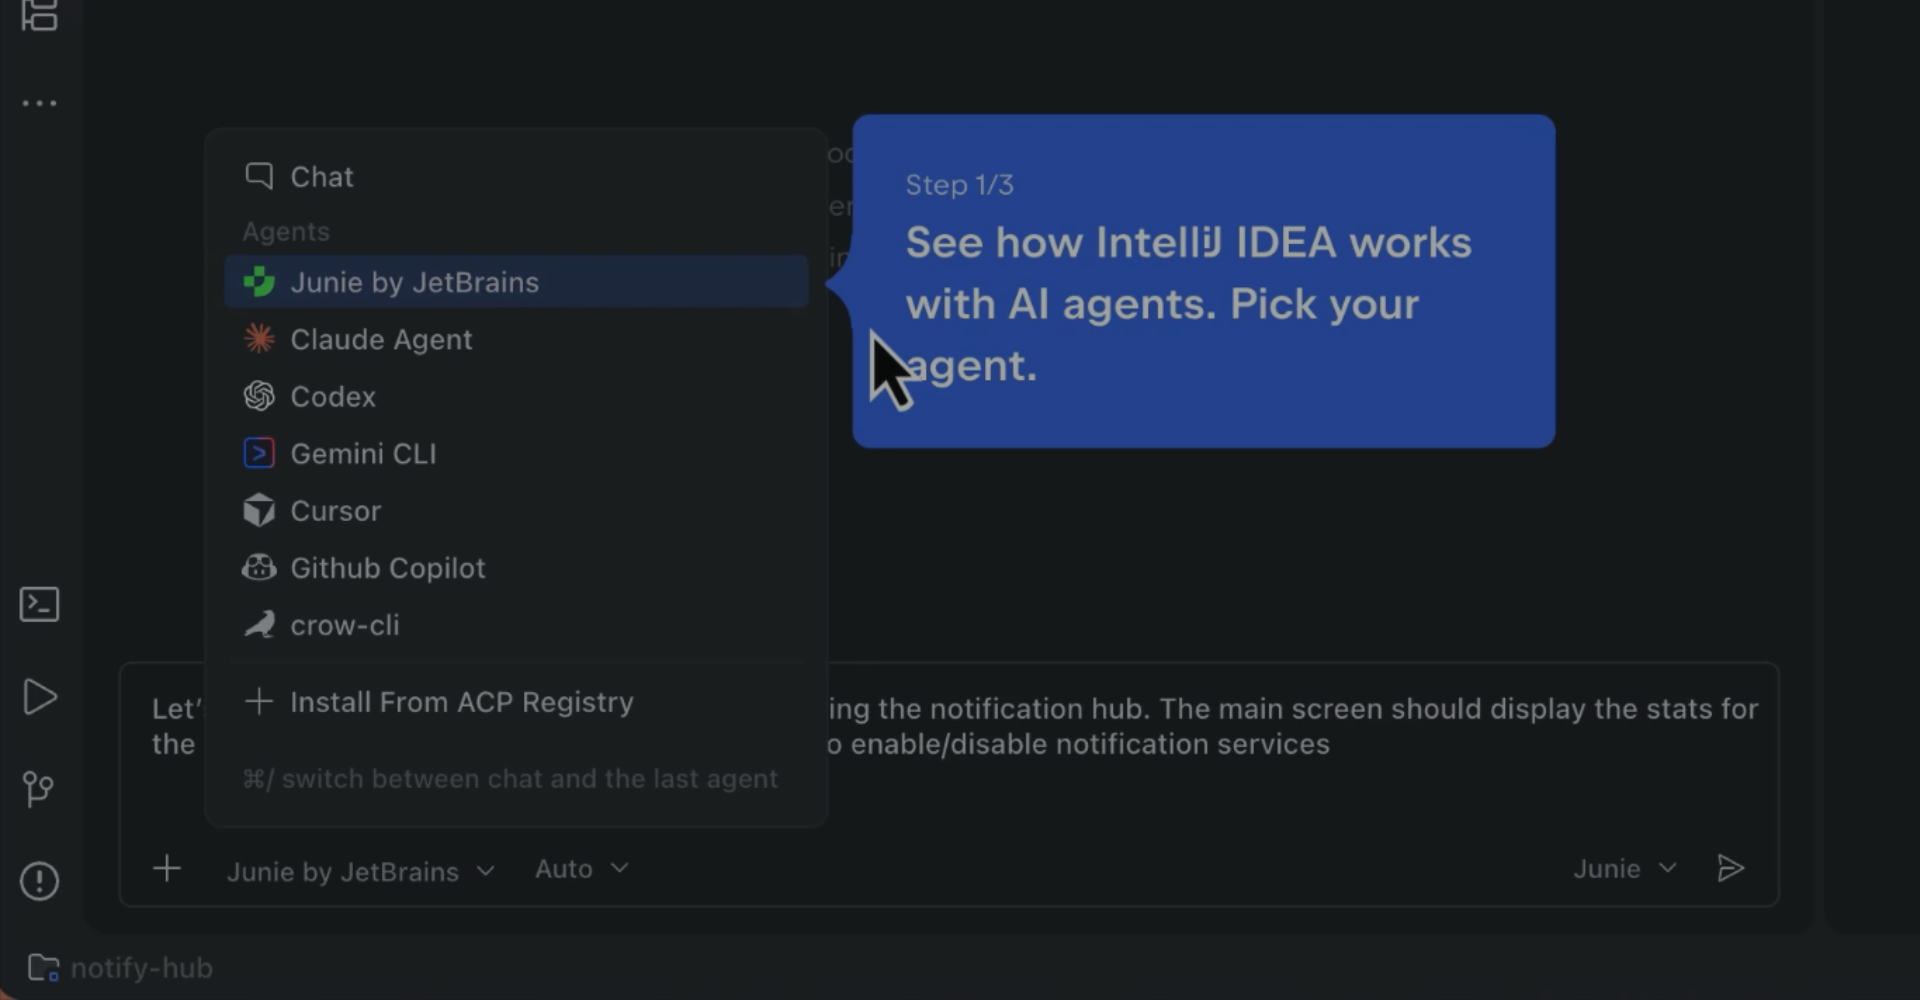 Chat
Agents
Junie by JetBrains
Claude Agent
Codex
Gemini CLI
Cursor
Github Copilot
crow-cli
Install From ACP Registry
⌘/ switch between chat and the last agent
Step 1/3
See how IntelliJ IDEA works
with AI agents. Pick your
agent.
ing the notification hub. The main screen should display the stats for
the
enable/disable notification services
Junie by JetBrains
Auto
Junie
notify-hub